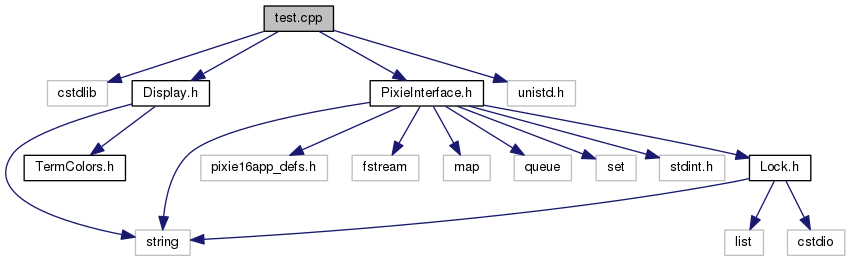 test.cpp
cstdlib
Display.h
PixieInterface.h
unistd.h
TermColors.h
pixie16app_defs.h
fstream
map
queue
set
stdint.h
Lock.h
string
list
cstdio